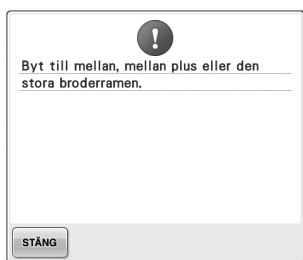 Byt till mellan, mellan plus eller den
stora broderramen.
STÄNG